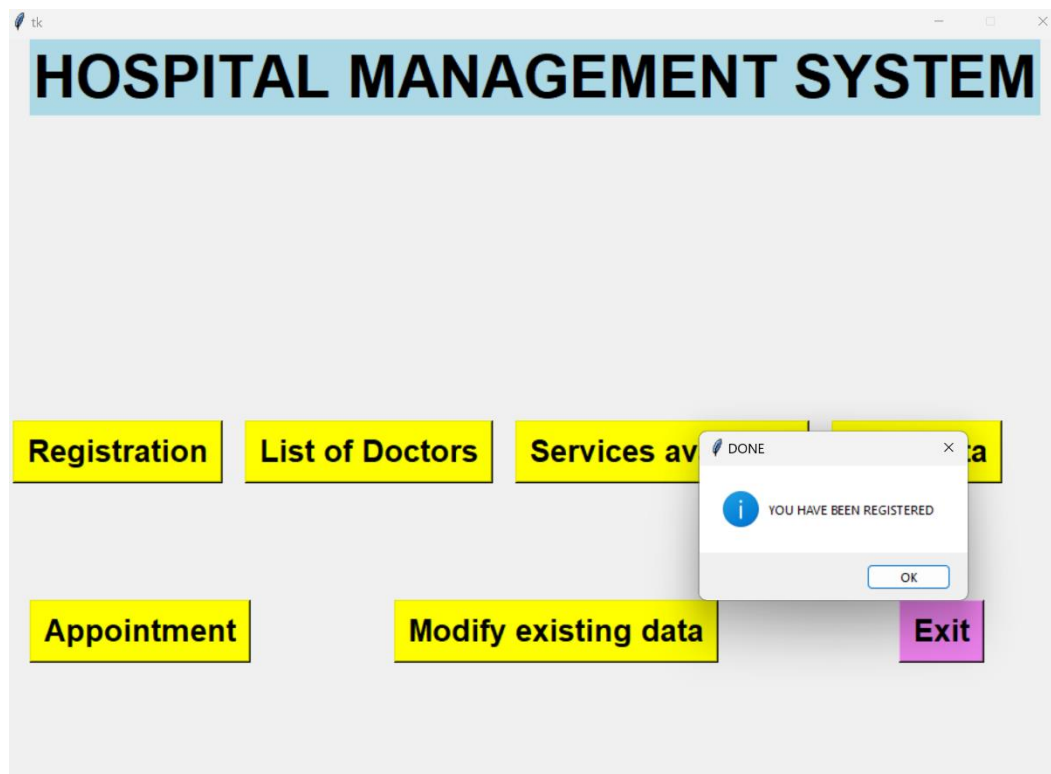 tk
HOSPITAL MANAGEMENT SYSTEM
Registration
List of Doctors
Services
DONE
YOU HAVE BEEN REGISTERED
OK
Appointment
Modify existing data
Exit